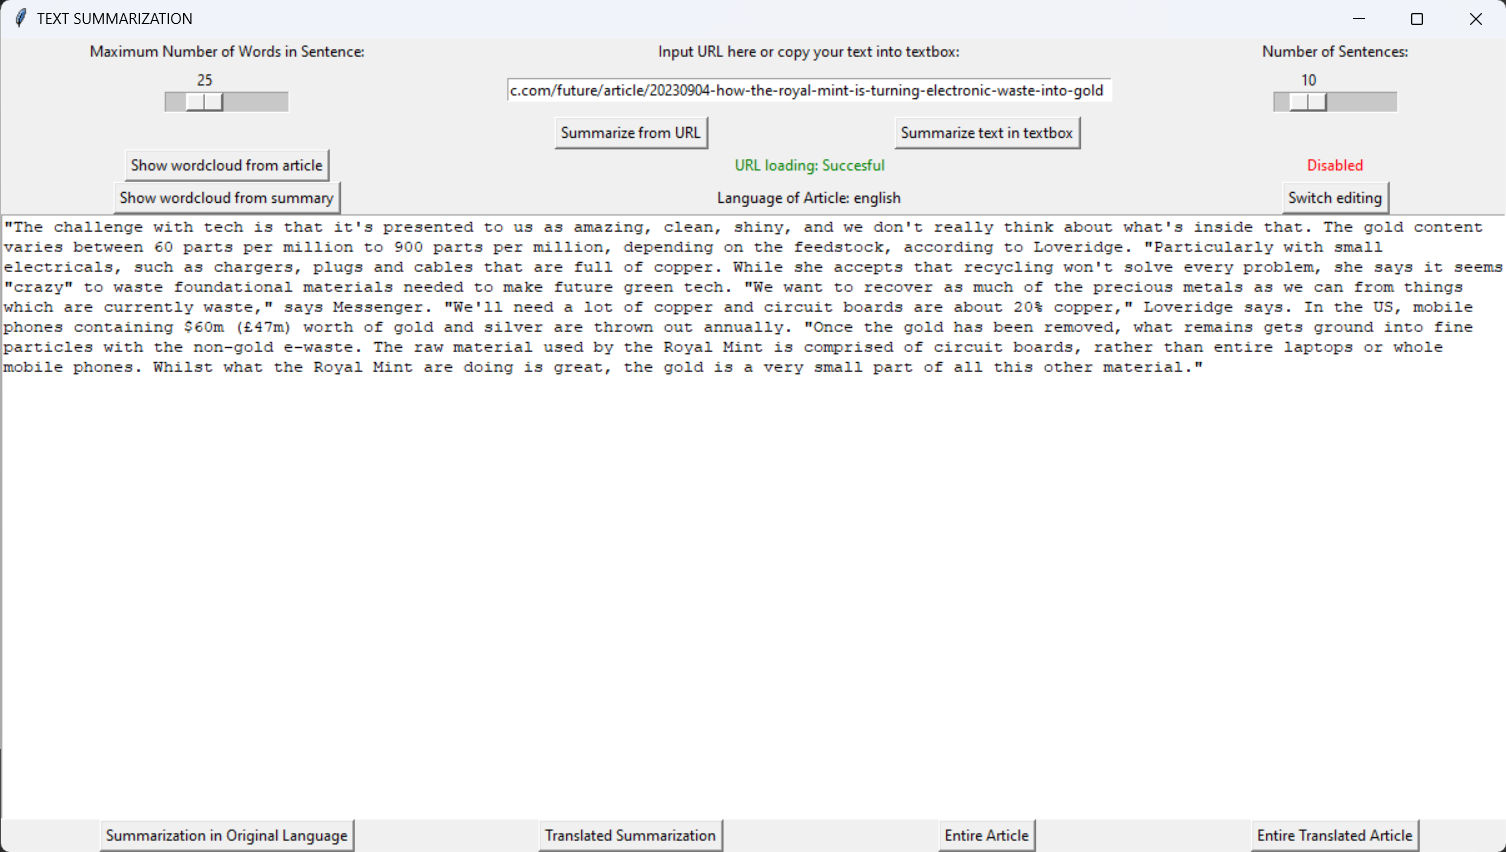 TEXT SUMMARIZATION
Maximum Number of Words in Sentence:
Input URL here or copy your text into textbox:
Number of Sentences:
25
10
c.com/future/article/20230904-how-the-royal-mint-is-turning-electronic-waste-into-gold
Summarize from URL
Summarize text in textbox
Show wordcloud from article
URL loading: Succesful
Disabled
Show wordcloud from summary
Language of Article: english
Switch editing
"The challenge with tech is that it's presented to us as amazing, clean, shiny, and we don't really think about what's inside that. The gold content
varies between 60 parts per million to 900 parts per million, depending on the feedstock, according to Loveridge. "Particularly with small
electricals, such as chargers, plugs and cables that are full of copper. While she accepts that recycling won't solve every problem, she says it seems
"crazy" to waste foundational materials needed to make future green tech. "We want to recover as much of the precious metals as we can from things
which are currently waste," says Messenger. "We'll need a lot of copper and circuit boards are about 20% copper," Loveridge says. In the US, mobile
phones containing $60m (£47m) worth of gold and silver are thrown out annually. "Once the gold has been removed, what remains gets ground into fine
particles with the non-gold e-waste. The raw material used by the Royal Mint is comprised of circuit boards, rather than entire laptops or whole
mobile phones. Whilst what the Royal Mint are doing is great, the gold is a very small part of all this other material."
Summarization in Original Language
Translated Summarization
Entire Article
Entire Translated Article